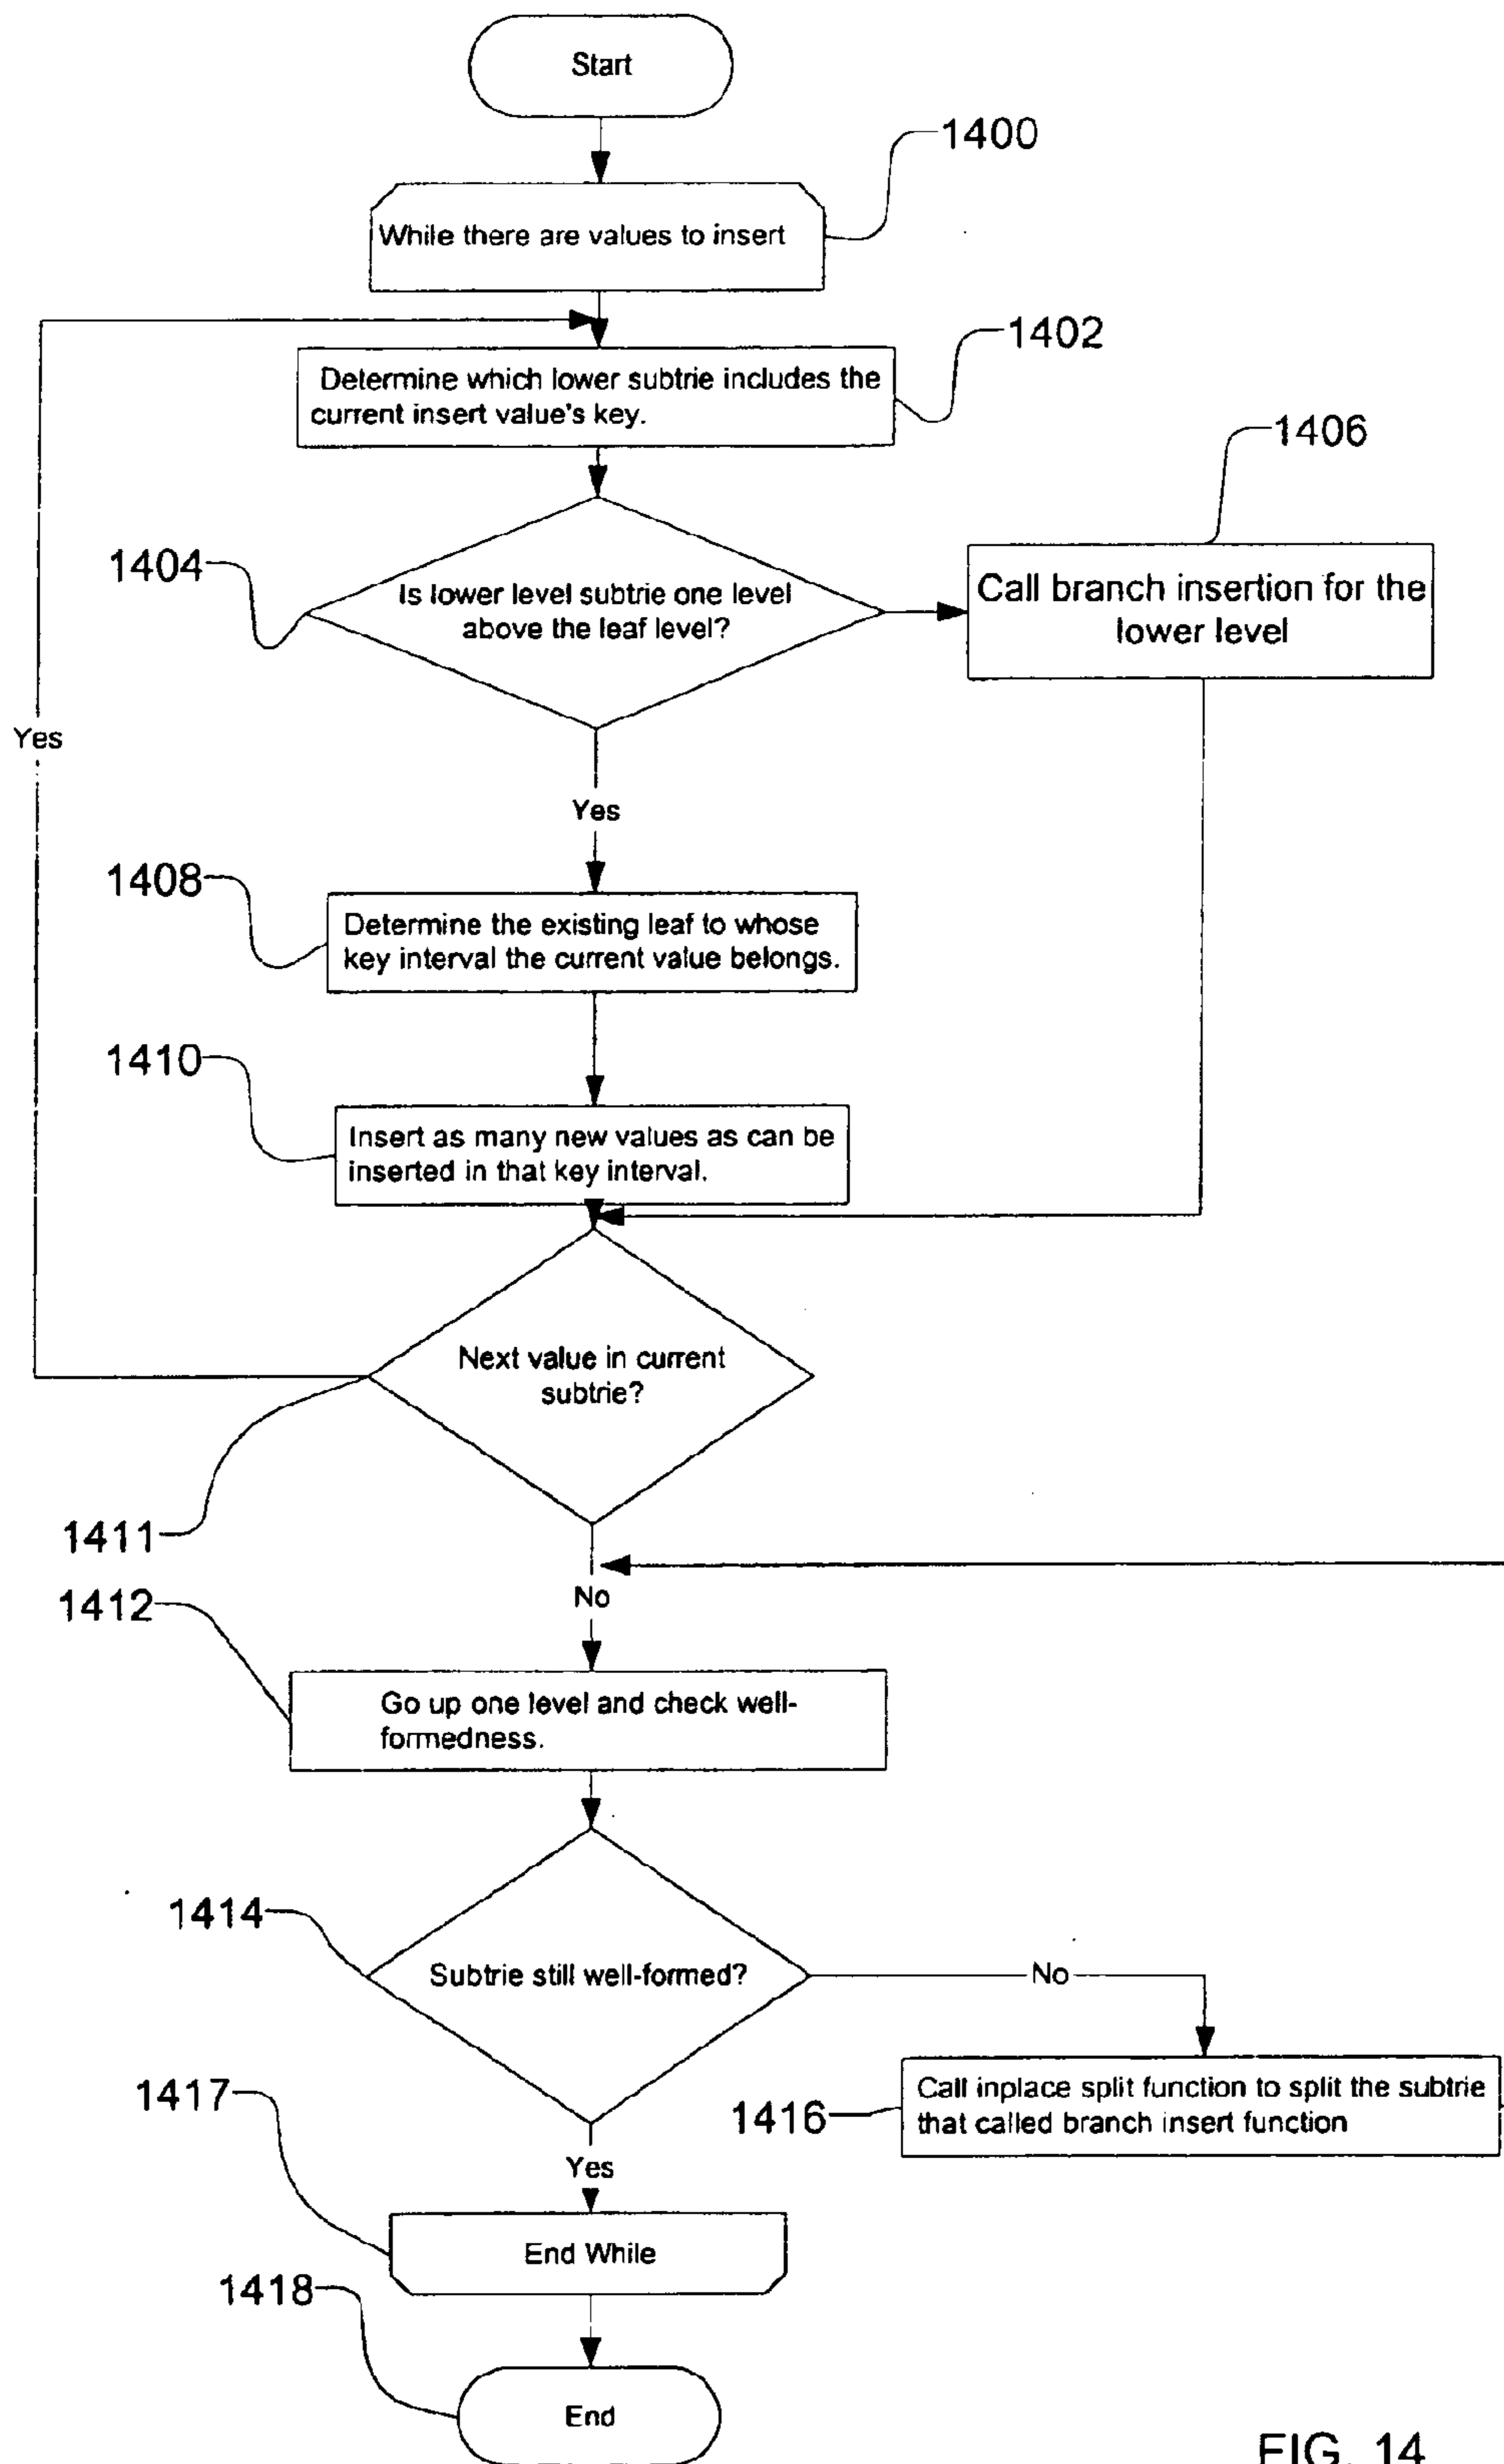 Start
1400
While there are values to insert
1402
Determine which lower subtrie includes the
current insert value's key.
1406
1404
Is lower level subtrie one level
above the leaf level?
Call branch insertion for the
lower level
Yes
Yes
1408
Determine the existing leaf to whose
key interval the current value belongs.
1410
Insert as many new values as can be
inserted in that key interval.
Next value in current
subtrie?
1411
No
1412
Go up one level and check well-
formedness.
1414
Subtrie still well-formed?
No
1417
1416
Call inplace split function to split the subtrie
that called branch insert function
Yes
End While
1418
End
FIG. 14